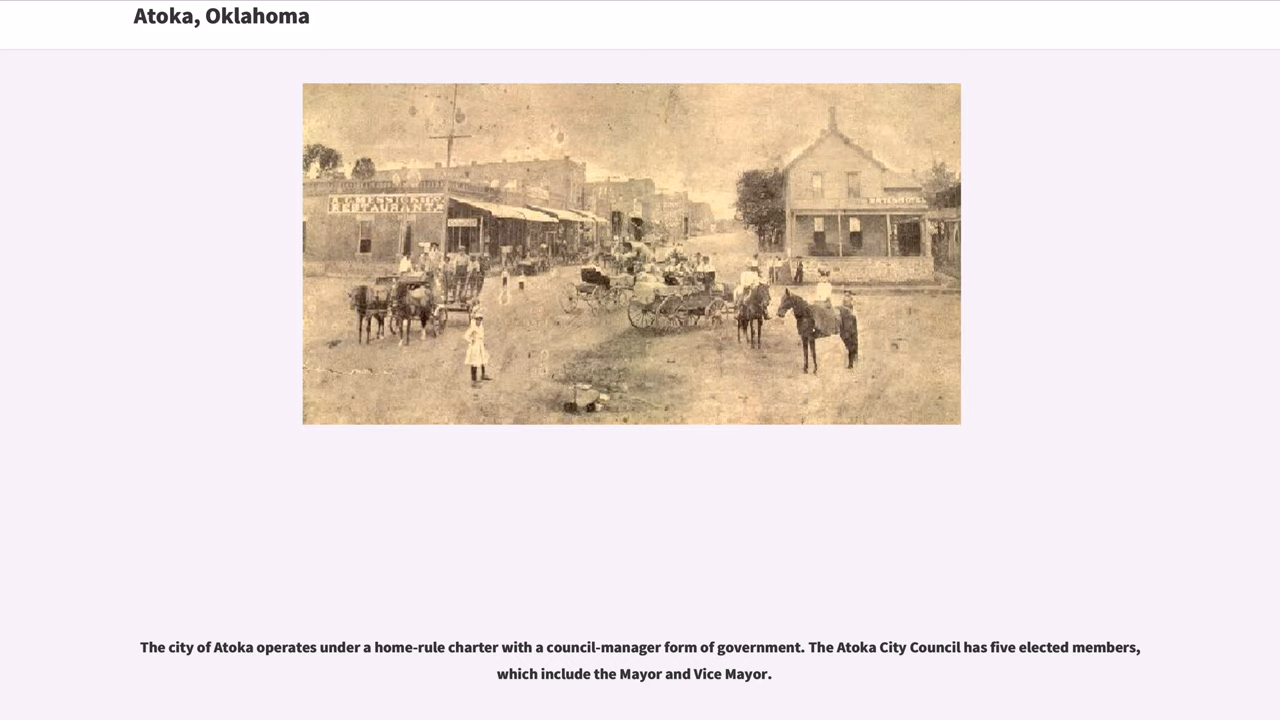 Atoka, Oklahoma
RESTAURANT
The city of Atoka operates under a home-rule charter with a council-manager form of government. The Atoka City Council has five elected members,
which include the Mayor and Vice Mayor.